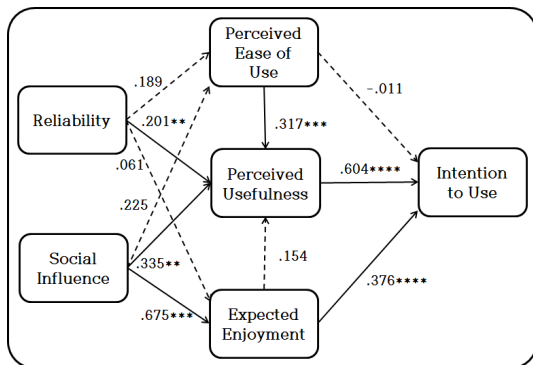 Perceived
Ease of
Use
.189
-.011
Reliability
.201**
.317***
.061
Perceived
Usefulness
.604****
Intention
to Use
.225
Social
Influence
.335**
.154
.376****
.675***
Expected
Enjoyment